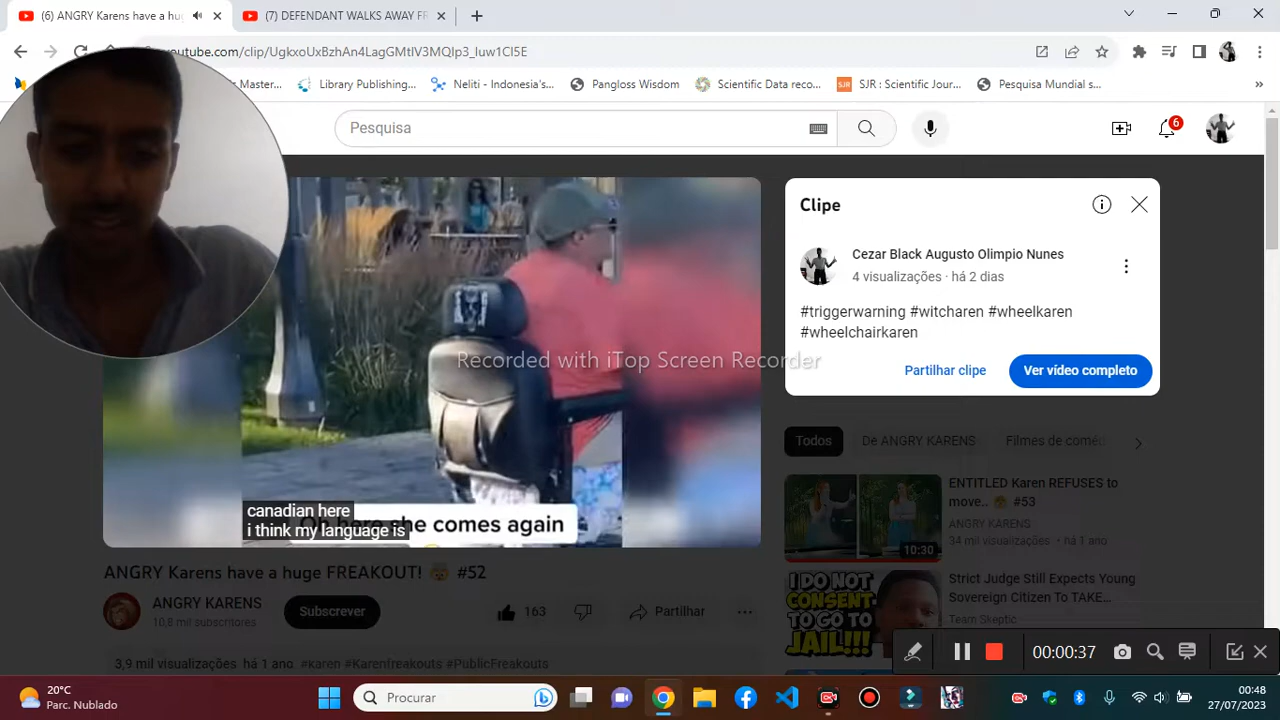 (6) ANGRY Karens have a hug
(7) DEFENDANT WALKS AWAY FR
youtube.com/clip/UgkxoUxBzhAn4LagGMtIV3MQIp3_Iuw1CI5E
Master...
Library Publishing...
Neliti - Indonesia's...
Pangloss Wisdom
Scientific Data reco...
SJR : Scientific Jour...
Pesquisa Mundial s...
Pesquisa
6
Clipe
Cezar Black Augusto Olimpio Nunes
4 visualizações · há 2 dias
#triggerwarning #witcharen #wheelkaren
#wheelchairkaren
Partilhar clipe
Ver vídeo completo
Recorded with iTop Screen Recorder
canadian here
i think my language is
she comes again
Todos
De ANGRY KARENS
Filmes de coméd
ENTITLED Karen REFUSES to
move.. #53
ANGRY KARENS
34 mil visualizações · há 1 ano
10:30
ANGRY Karens have a huge FREAKOUT! #52
ANGRY KARENS
10,8 mil subscritores
Subscrever
163
Partilhar
I DO NOT
CONSENT
TO GO TO
JAIL!!!
Strict Judge Still Expects Young
Sovereign Citizen To TAKE...
Team Skeptic
3,9 mil visualizações há 1 ano #karen #Karenfreakouts #PublicFreakouts
00:00:37
20°C
Parc. Nublado
Procurar
00:48
27/07/2023